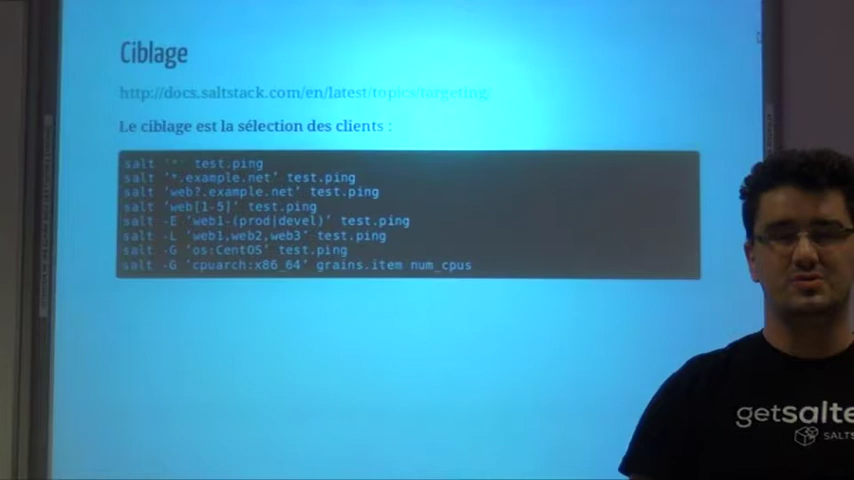 Ciblage
http://docs.saltstack.com/en/latest/topics/targeting/
Le ciblage est la sélection des clients :
salt '*' test.ping
salt '*.example.net' test.ping
salt 'web?.example.net' test.ping
salt 'web[1-5]' test.ping
salt -E 'web1-(prod|devel)' test.ping
salt -L 'web1,web2,web3' test.ping
salt -G 'os:CentOS' test.ping
salt -G 'cpuarch:x86_64' grains.item num_cpus
getsalte
SALTS